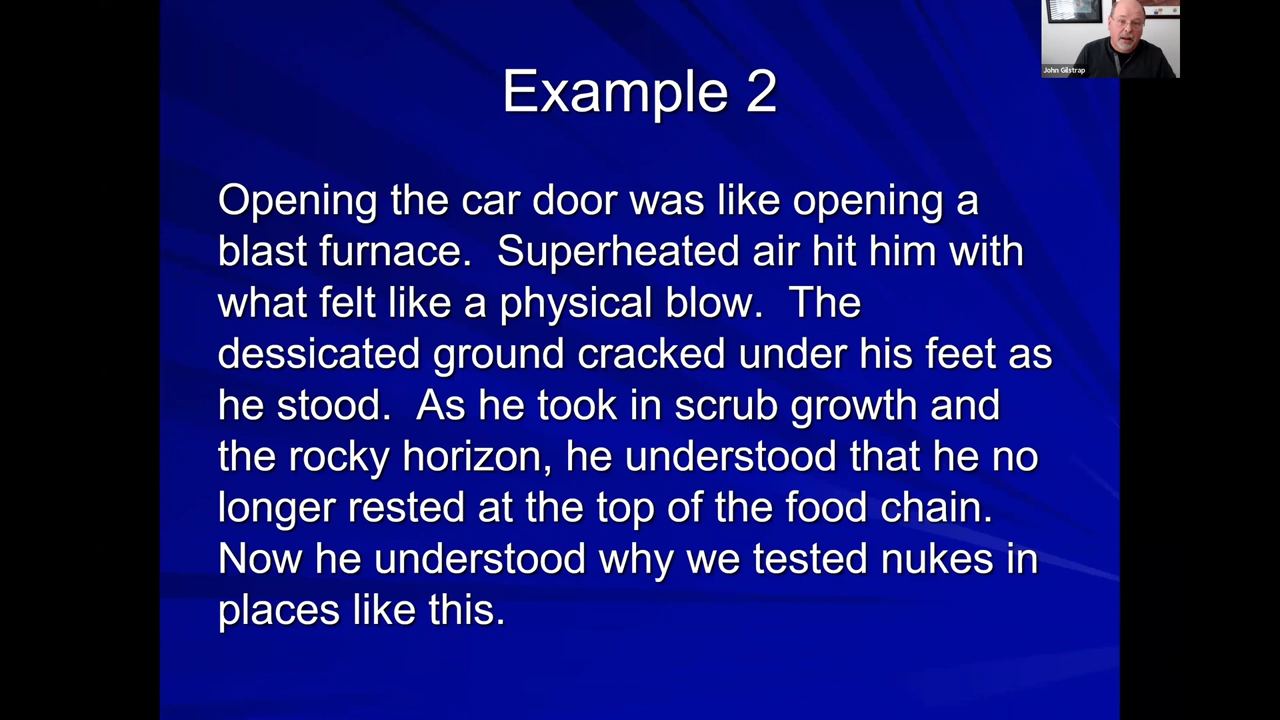 John Gilstrap
Example 2
Opening the car door was like opening a
blast furnace.  Superheated air hit him with
what felt like a physical blow.  The
dessicated ground cracked under his feet as
he stood.  As he took in scrub growth and
the rocky horizon, he understood that he no
longer rested at the top of the food chain.
Now he understood why we tested nukes in
places like this.